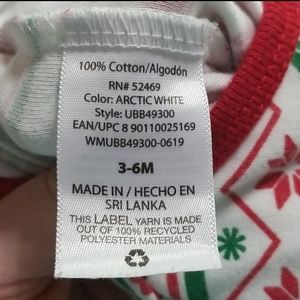 100% Cotton/Algodón
RN# 52469
Color: ARCTIC WHITE
Style: UBB49300
EAN/UPC 8 90110025169
WMUBB49300-0619
3-6M
MADE IN / HECHO EN
SRI LANKA
THIS LABEL YARN IS MADE
OUT OF 100% RECYCLED
POLYESTER MATERIALS